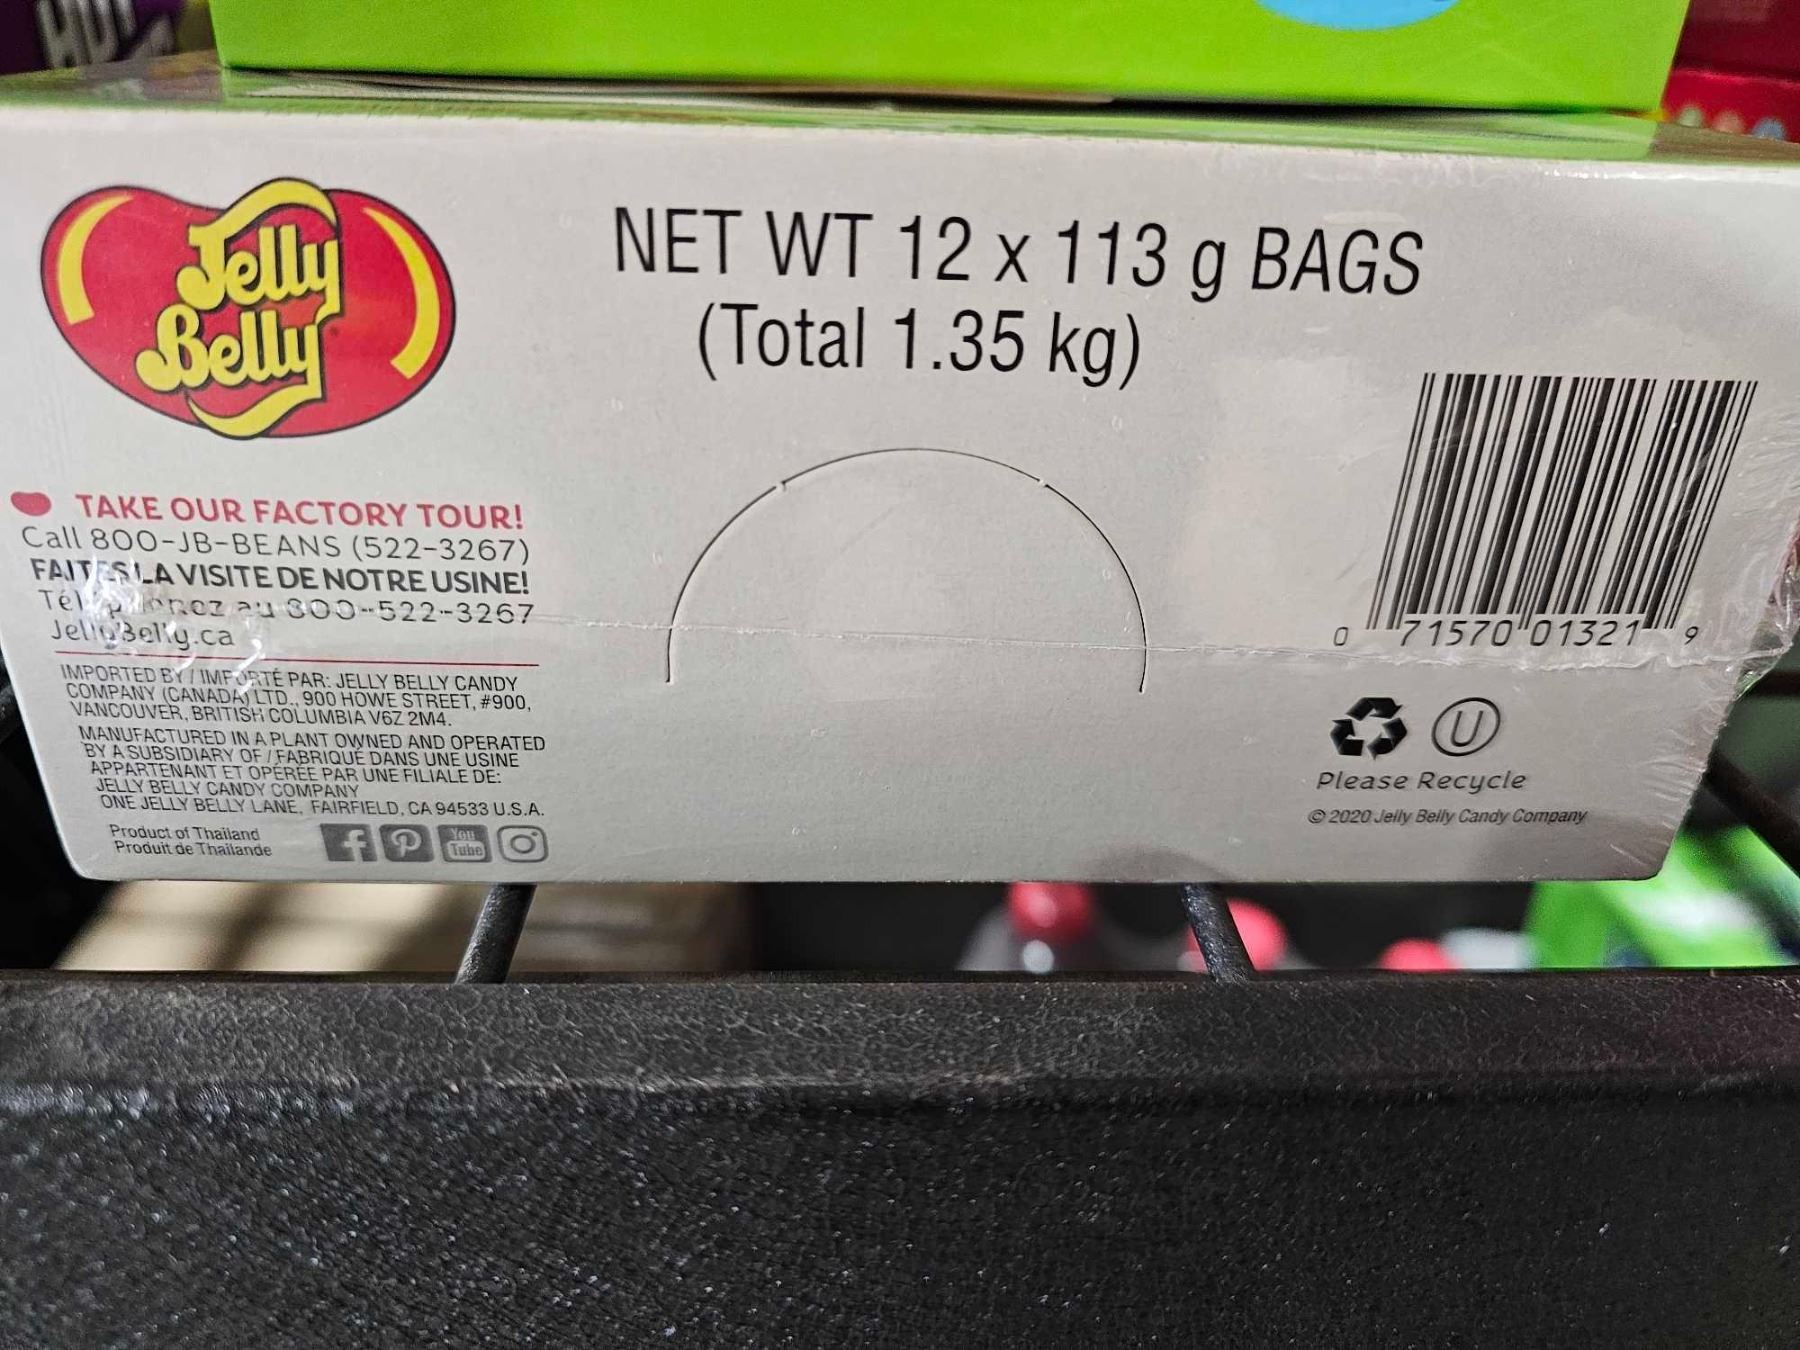 HOT
Jelly
Belly
NET WT 12 x 113 g BAGS
(Total 1.35 kg)
TAKE OUR FACTORY TOUR!
Call 800-JB-BEANS (522-3267)
FAITES LA VISITE DE NOTRE USINE!
Téléphonez au 800-522-3267
JellyBelly.ca
IMPORTED BY / IMPORTÉ PAR: JELLY BELLY CANDY
COMPANY (CANADA) LTD., 900 HOWE STREET, #900,
VANCOUVER, BRITISH COLUMBIA V6Z 2M4.
MANUFACTURED IN A PLANT OWNED AND OPERATED
BY A SUBSIDIARY OF / FABRIQUÉ DANS UNE USINE
APPARTENANT ET OPÉRÉE PAR UNE FILIALE DE:
JELLY BELLY CANDY COMPANY
ONE JELLY BELLY LANE, FAIRFIELD, CA 94533 U.S.A.
Product of Thailand
Produit de Thaïlande
You
Tube
0 71570 01321 9
U
Please Recycle
© 2020 Jelly Belly Candy Company